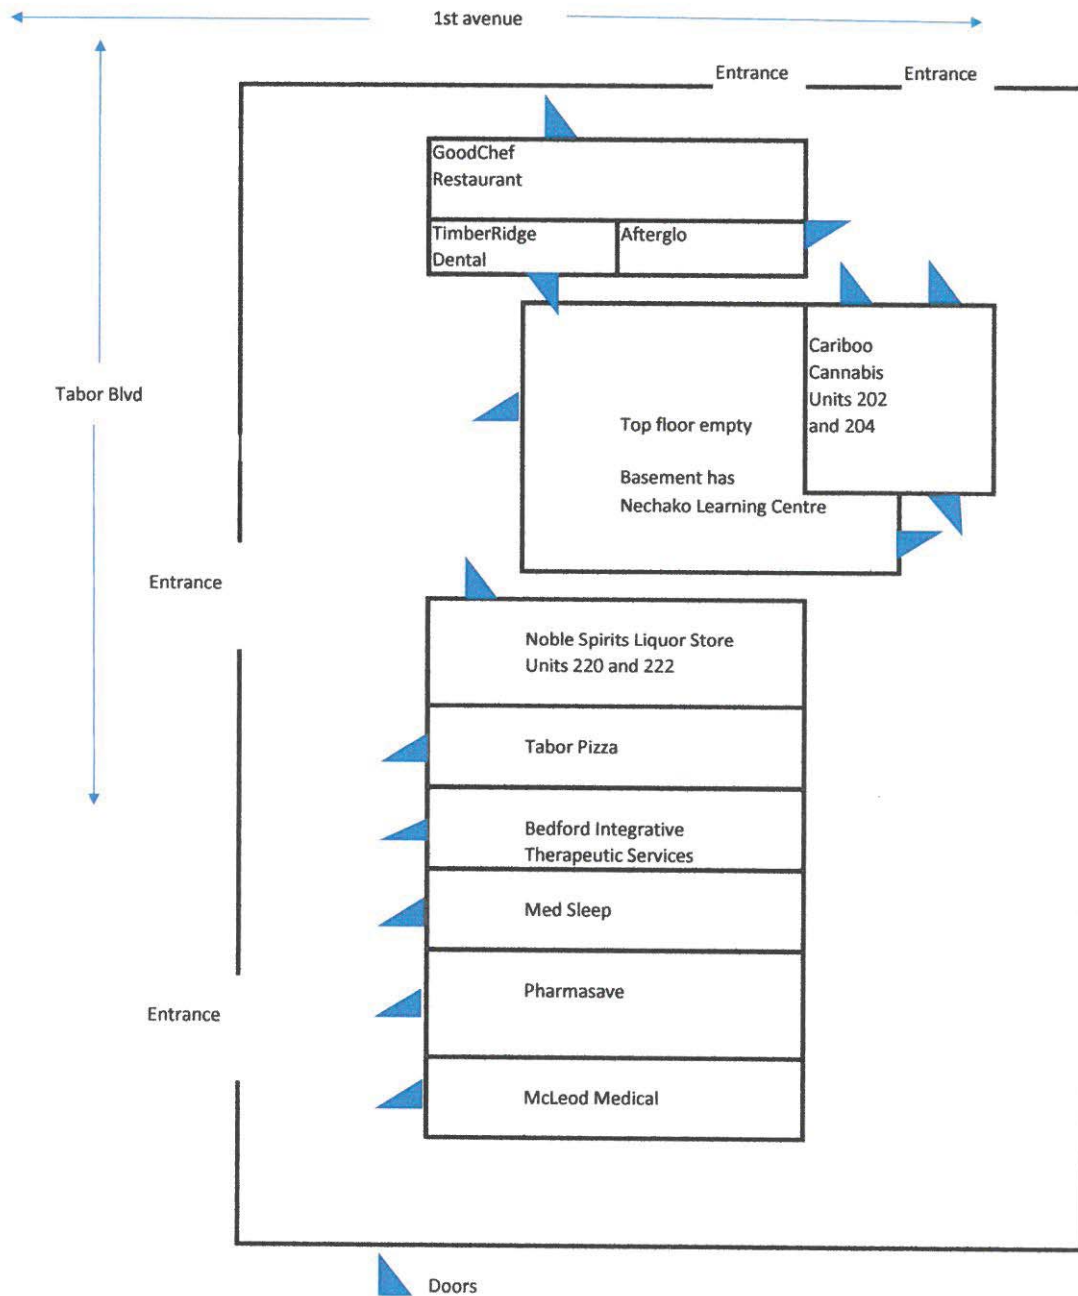 1st avenue
Entrance
Entrance
GoodChef
Restaurant
TimberRidge
Dental
Afterglo
Cariboo
Cannabis
Units 202
and 204
Tabor Blvd
Top floor empty
Basement has
Nechako Learning Centre
Entrance
Noble Spirits Liquor Store
Units 220 and 222
Tabor Pizza
Bedford Integrative
Therapeutic Services
Med Sleep
Pharmasave
Entrance
McLeod Medical
Doors